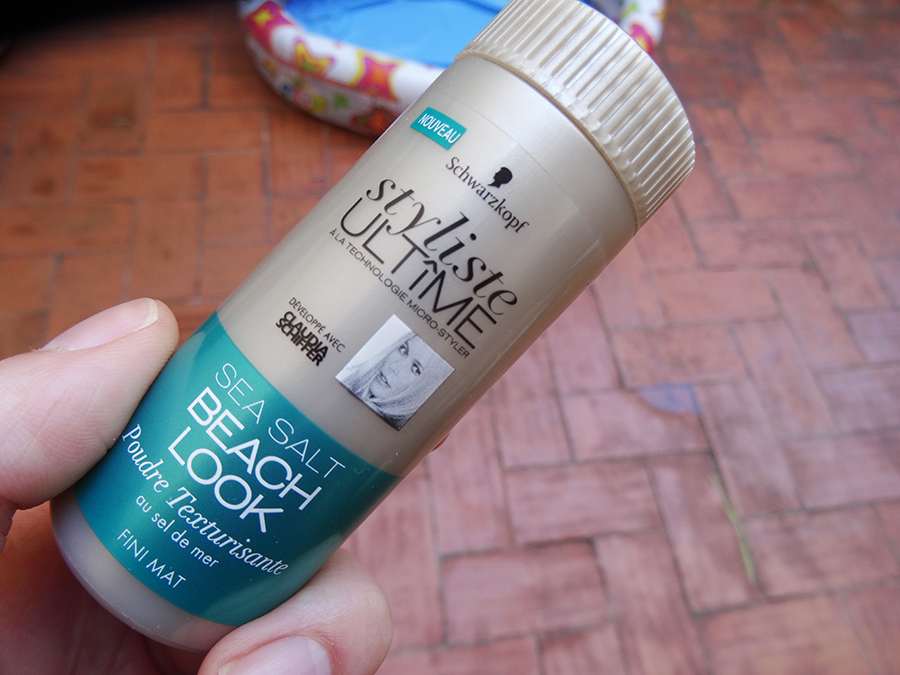 NOUVEAU
Schwarzkopf
styliste
ULTÎME
À LA TECHNOLOGIE MICRO-STYLER
DÉVELOPPÉ AVEC
CLAUDIA
SCHIFFER
SEA SALT
BEACH
LOOK
Poudre Texturisante
au sel de mer
FINI MAT